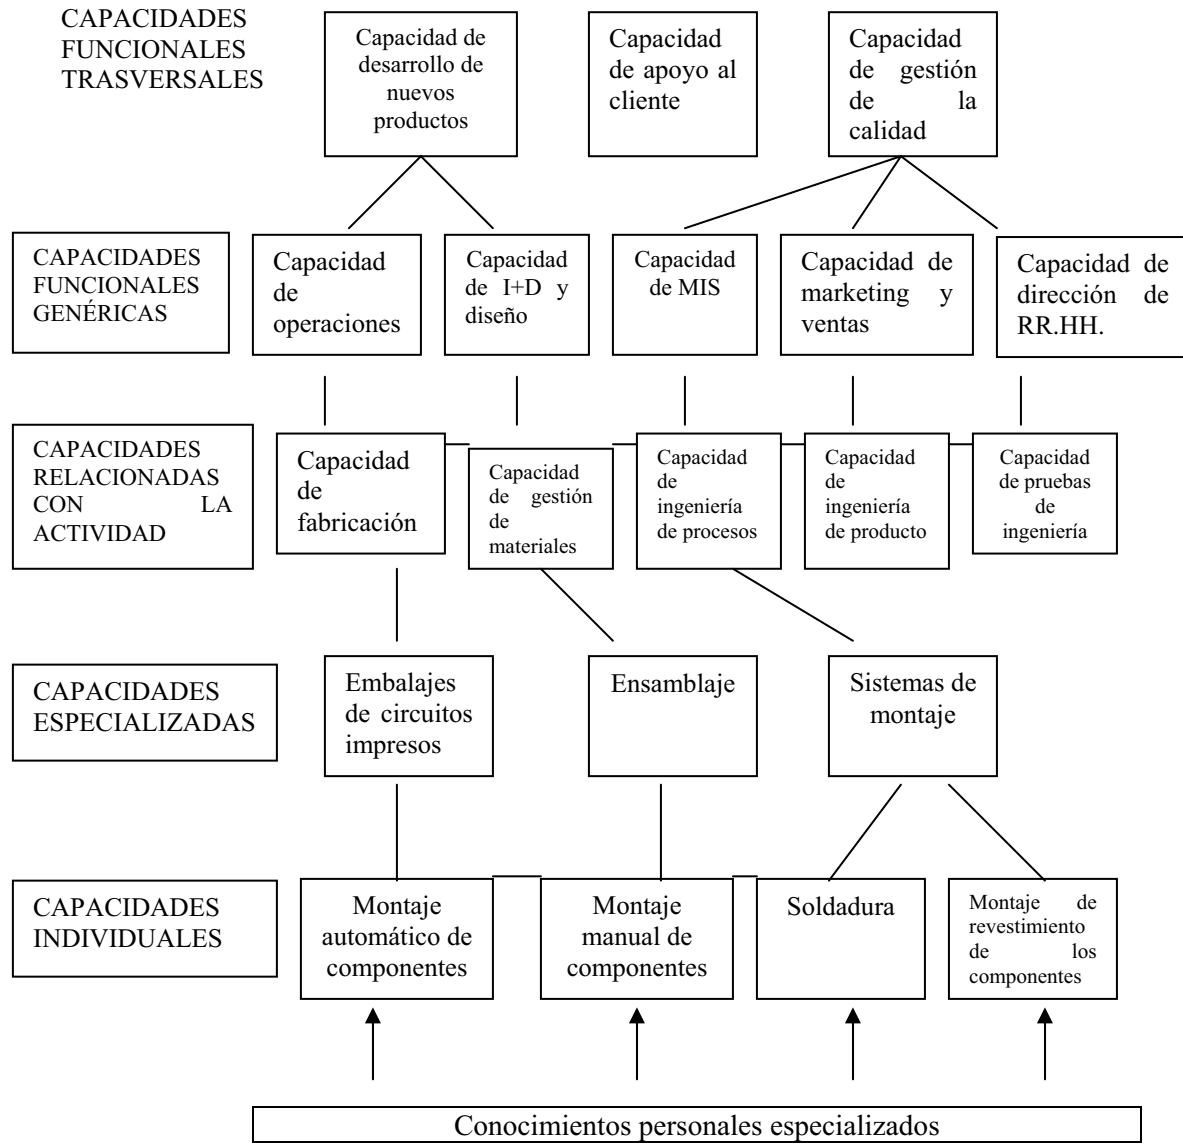 CAPACIDADES
FUNCIONALES
TRASVERSALES
Capacidad de
desarrollo de
nuevos
productos
Capacidad
de apoyo al
cliente
Capacidad
de gestión
de la
calidad
CAPACIDADES
FUNCIONALES
GENÉRICAS
Capacidad
de
operaciones
Capacidad
de I+D y
diseño
Capacidad
de MIS
Capacidad de
marketing y
ventas
Capacidad de
dirección de
RR.HH.
CAPACIDADES
RELACIONADAS
CON LA
ACTIVIDAD
Capacidad
de
fabricación
Capacidad
de gestión
de
materiales
Capacidad
de
ingeniería
de procesos
Capacidad
de
ingeniería
de producto
Capacidad
de pruebas
de
ingeniería
CAPACIDADES
ESPECIALIZADAS
Embalajes
de circuitos
impresos
Ensamblaje
Sistemas de
montaje
CAPACIDADES
INDIVIDUALES
Montaje
automático de
componentes
Montaje
manual de
componentes
Soldadura
Montaje de
revestimiento
de los
componentes
Conocimientos personales especializados